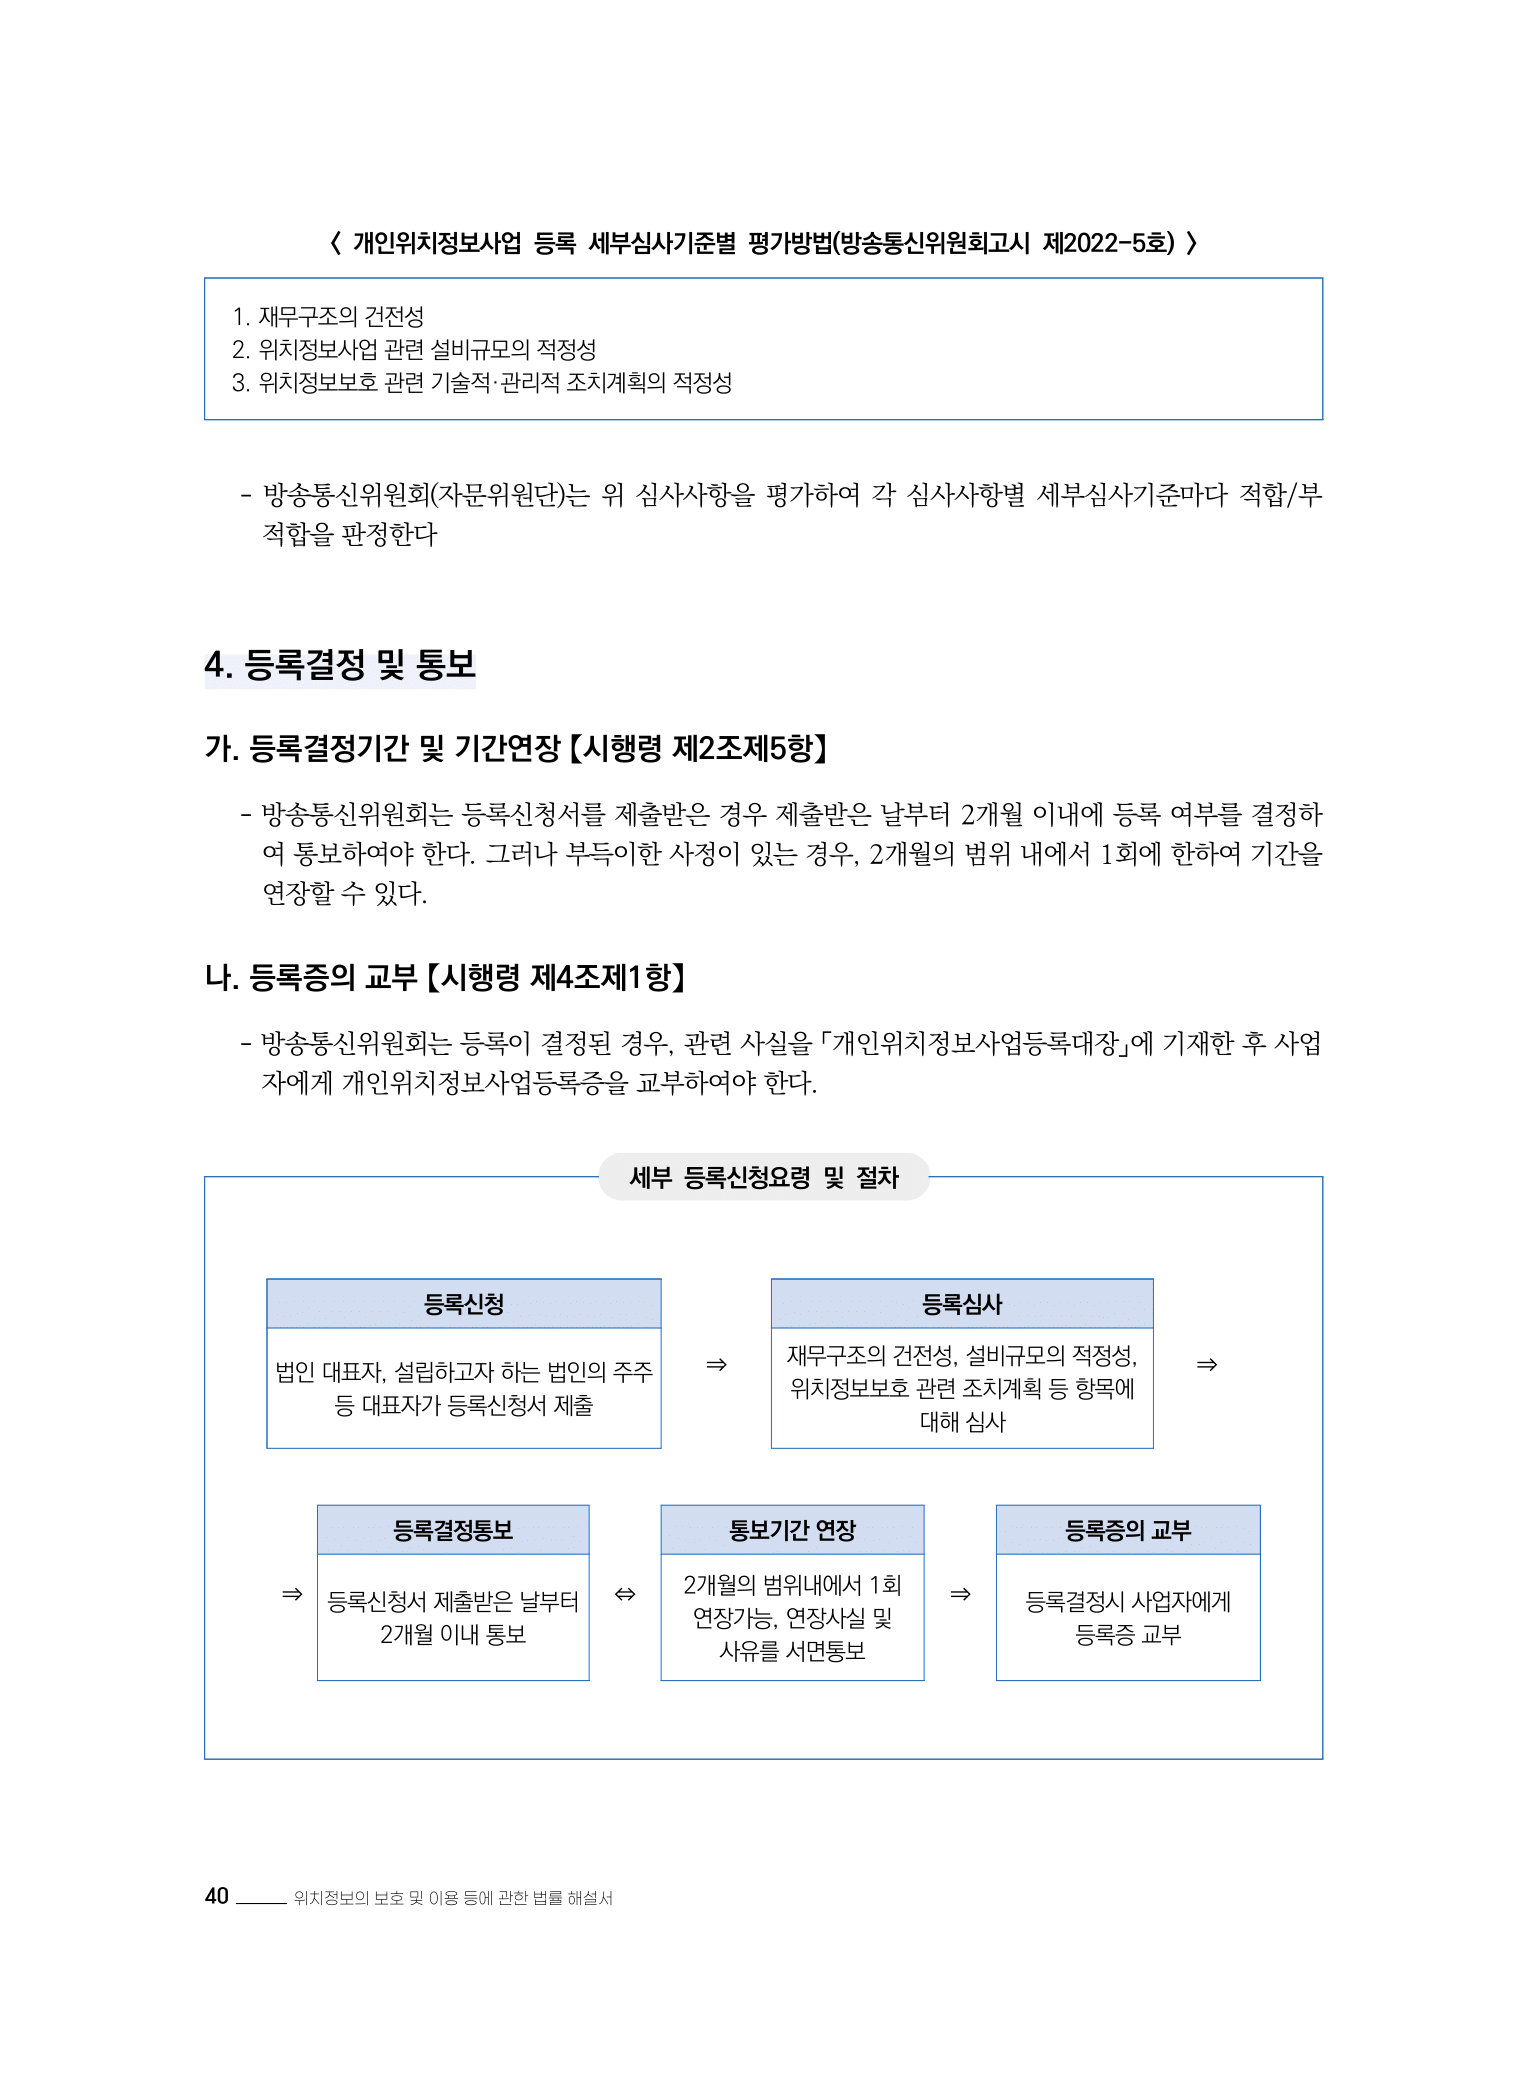 〈 개인위치정보사업 등록 세부심사기준별 평가방법(방송통신위원회고시 제2022-5호) 〉
1. 재무구조의 건전성
2. 위치정보사업 관련 설비규모의 적정성
3. 위치정보보호 관련 기술적·관리적 조치계획의 적정성
- 방송통신위원회(자문위원단)는 위 심사사항을 평가하여 각 심사사항별 세부심사기준마다 적합/부
적합을 판정한다
4. 등록결정 및 통보
가. 등록결정기간 및 기간연장【시행령 제2조제5항】
- 방송통신위원회는 등록신청서를 제출받은 경우 제출받은 날부터 2개월 이내에 등록 여부를 결정하
여 통보하여야 한다. 그러나 부득이한 사정이 있는 경우, 2개월의 범위 내에서 1회에 한하여 기간을
연장할 수 있다.
나. 등록증의 교부【시행령 제4조제1항】
- 방송통신위원회는 등록이 결정된 경우, 관련 사실을 「개인위치정보사업등록대장」에 기재한 후 사업
자에게 개인위치정보사업등록증을 교부하여야 한다.
세부 등록신청요령 및 절차
등록신청
법인 대표자, 설립하고자 하는 법인의 주주
등 대표자가 등록신청서 제출
⇒
등록심사
재무구조의 건전성, 설비규모의 적정성,
위치정보보호 관련 조치계획 등 항목에
대해 심사
⇒
⇒
등록결정통보
등록신청서 제출받은 날부터
2개월 이내 통보
⇔
통보기간 연장
2개월의 범위내에서 1회
연장가능, 연장사실 및
사유를 서면통보
⇒
등록증의 교부
등록결정시 사업자에게
등록증 교부
40 위치정보의 보호 및 이용 등에 관한 법률 해설서